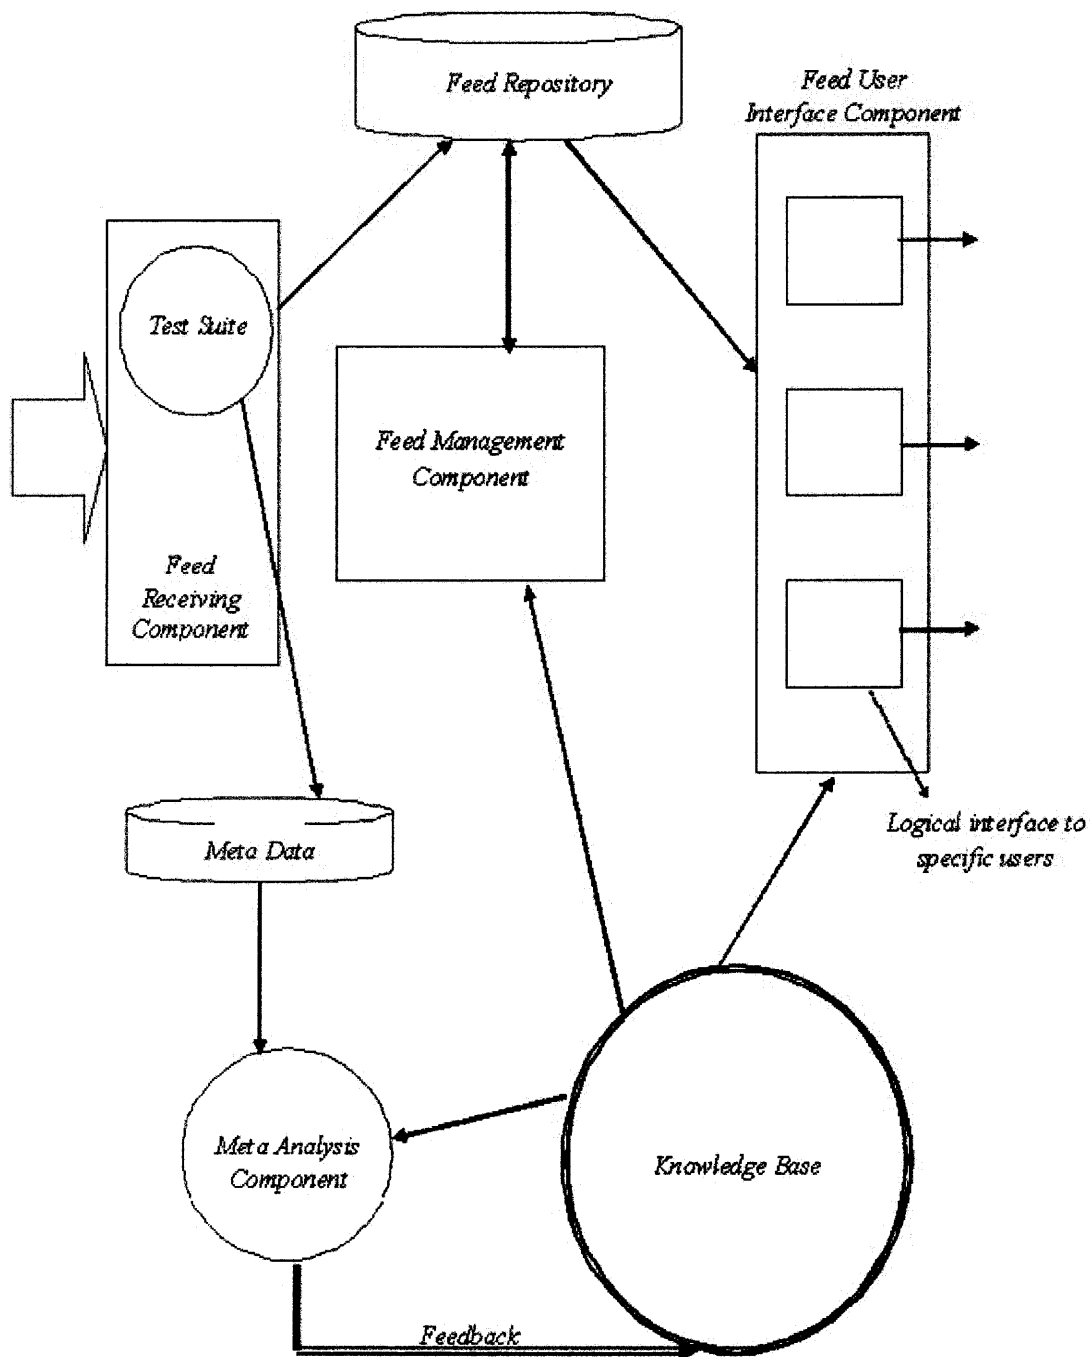 Feed Repository
Feed User
Interface Component
Test Suite
Feed Management
Component
Feed
Receiving
Component
Logical interface to
specific users
Meta Data
Meta Analysis
Component
Knowledge Base
Feedback